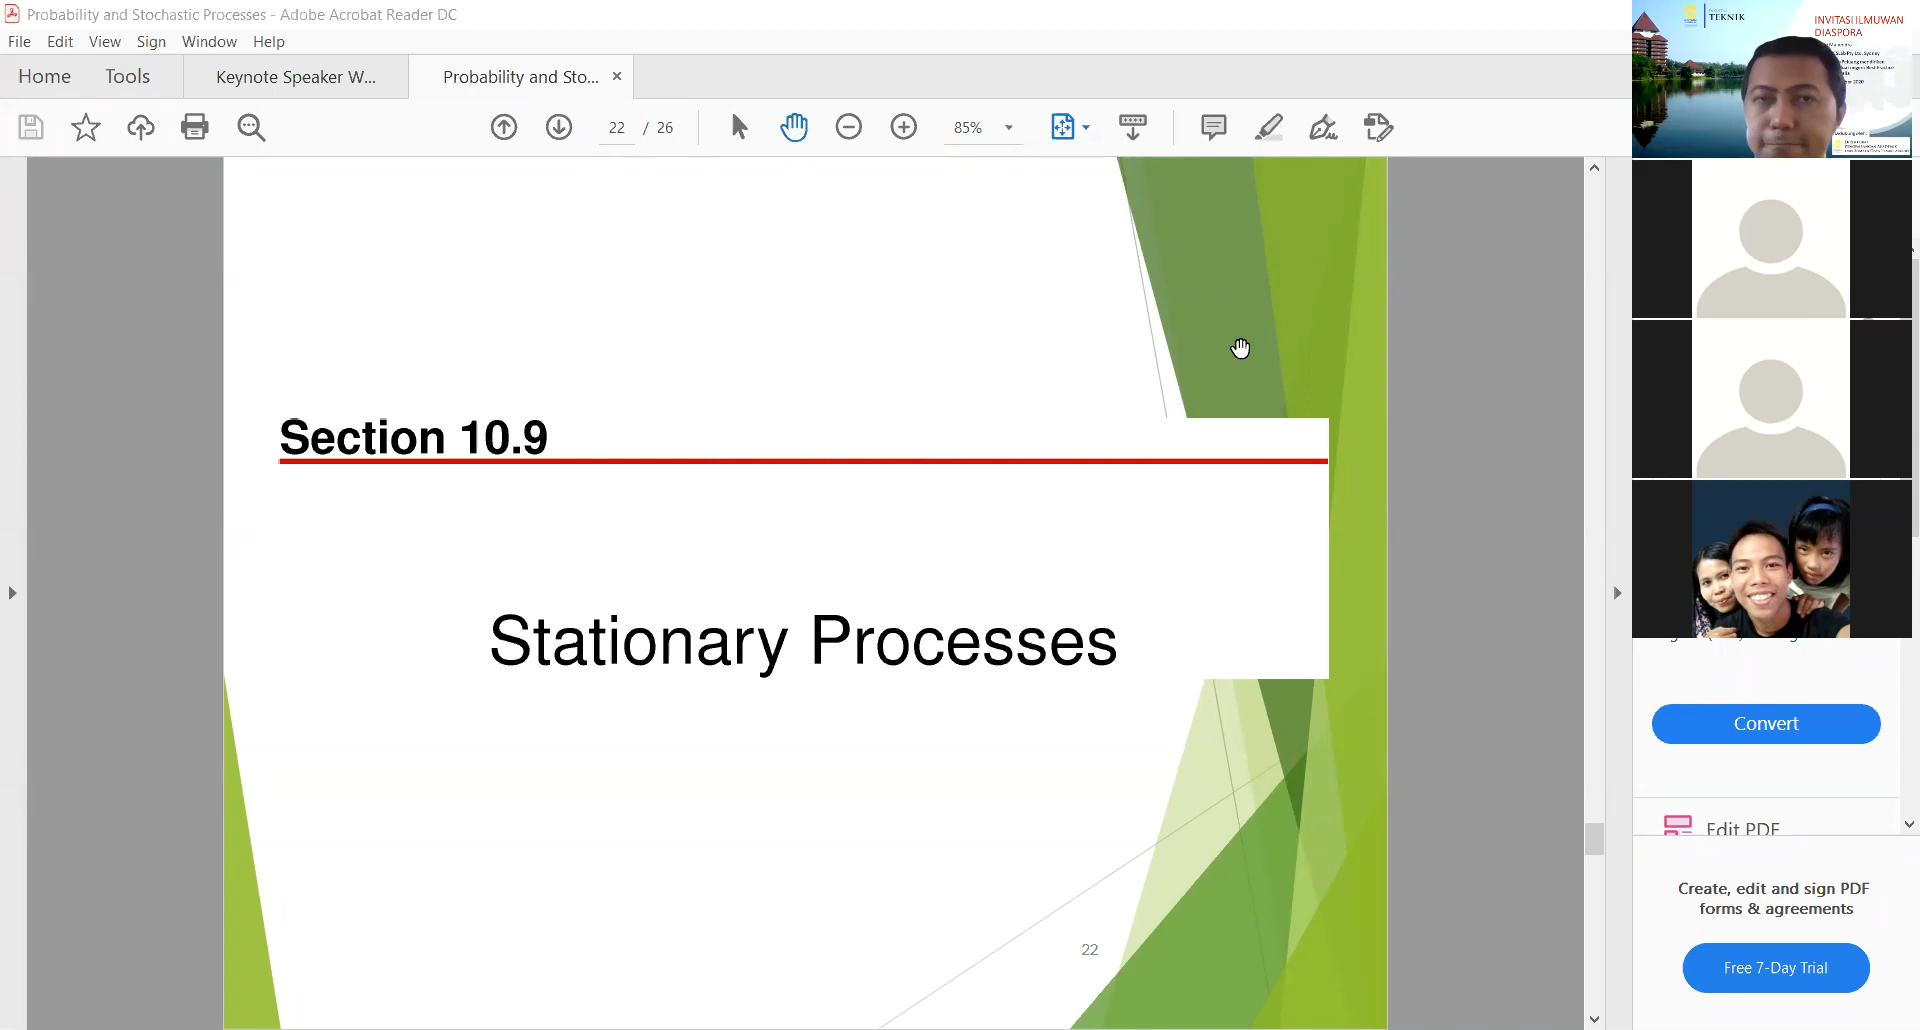 Probability and Stochastic Processes - Adobe Acrobat Reader DC
File Edit View Sign Window Help
Home Tools Keynote Speaker W... Probability and Sto... ×
22 / 26 85%
TEKNIK
INVITASI ILMUWAN
DIASPORA
Section 10.9
Stationary Processes
22
Convert
Edit PDF
Create, edit and sign PDF
forms & agreements
Free 7-Day Trial